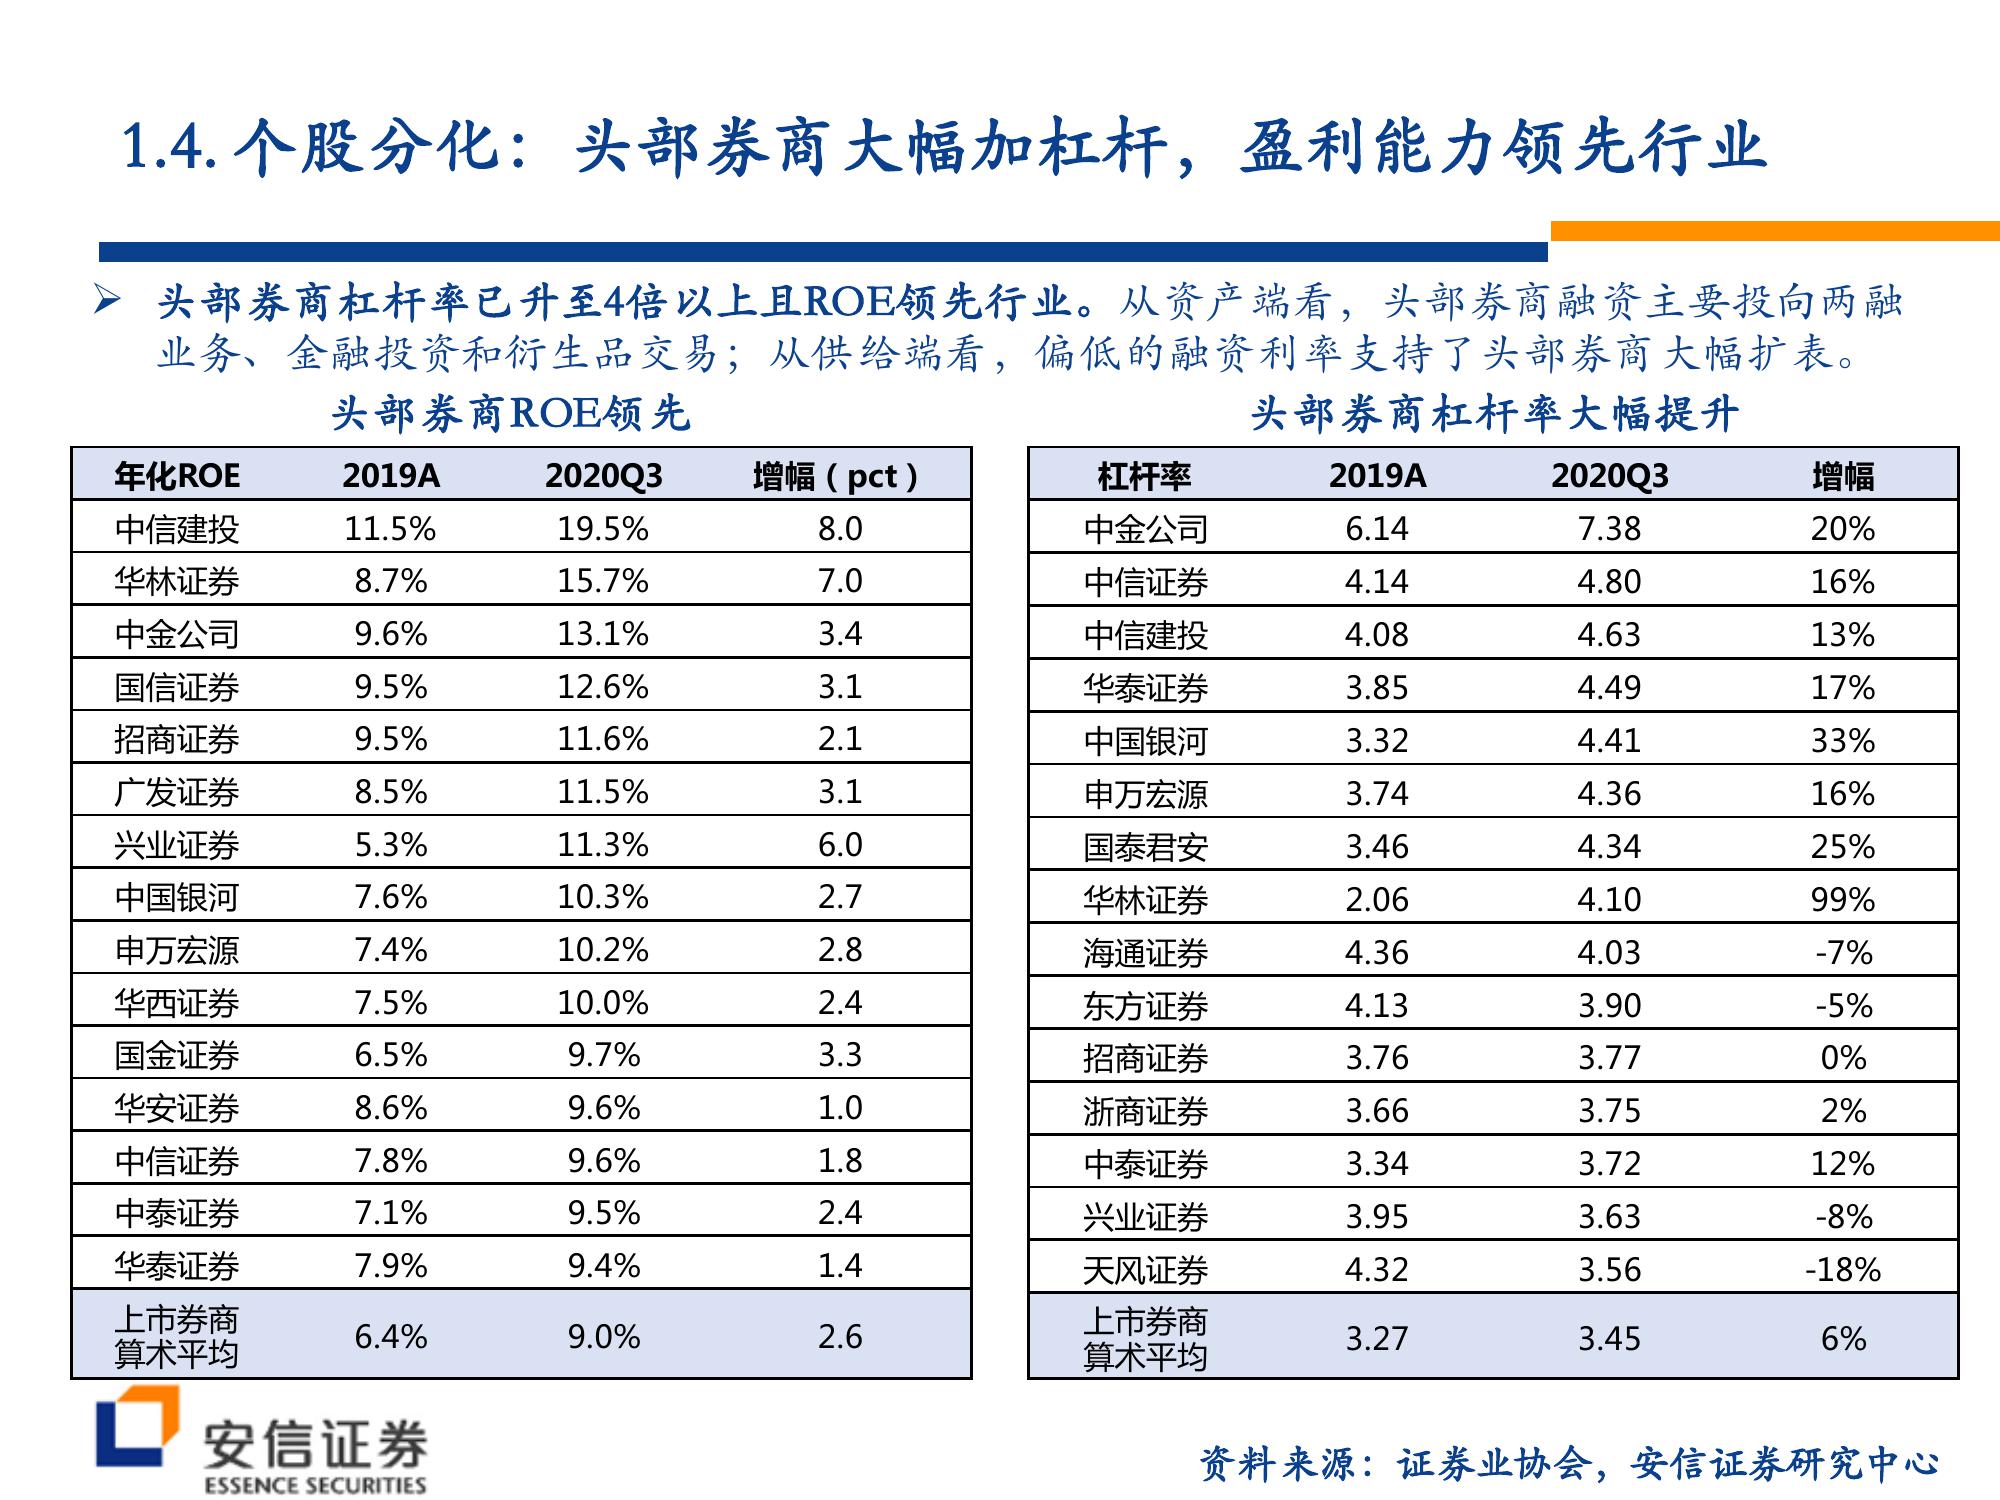 1.4.个股分化：头部券商大幅加杠杆，盈利能力领先行业
➢ 头部券商杠杆率已升至4倍以上且ROE领先行业。从资产端看，头部券商融资主要投向两融
业务、金融投资和衍生品交易；从供给端看，偏低的融资利率支持了头部券商大幅扩表。
头部券商ROE领先
年化ROE 2019A 2020Q3 增幅（pct）
中信建投 11.5% 19.5% 8.0
华林证券 8.7% 15.7% 7.0
中金公司 9.6% 13.1% 3.4
国信证券 9.5% 12.6% 3.1
招商证券 9.5% 11.6% 2.1
广发证券 8.5% 11.5% 3.1
兴业证券 5.3% 11.3% 6.0
中国银河 7.6% 10.3% 2.7
申万宏源 7.4% 10.2% 2.8
华西证券 7.5% 10.0% 2.4
国金证券 6.5% 9.7% 3.3
华安证券 8.6% 9.6% 1.0
中信证券 7.8% 9.6% 1.8
中泰证券 7.1% 9.5% 2.4
华泰证券 7.9% 9.4% 1.4
上市券商
算术平均 6.4% 9.0% 2.6
头部券商杠杆率大幅提升
杠杆率 2019A 2020Q3 增幅
中金公司 6.14 7.38 20%
中信证券 4.14 4.80 16%
中信建投 4.08 4.63 13%
华泰证券 3.85 4.49 17%
中国银河 3.32 4.41 33%
申万宏源 3.74 4.36 16%
国泰君安 3.46 4.34 25%
华林证券 2.06 4.10 99%
海通证券 4.36 4.03 -7%
东方证券 4.13 3.90 -5%
招商证券 3.76 3.77 0%
浙商证券 3.66 3.75 2%
中泰证券 3.34 3.72 12%
兴业证券 3.95 3.63 -8%
天风证券 4.32 3.56 -18%
上市券商
算术平均 3.27 3.45 6%
安信证券
ESSENCE SECURITIES
资料来源：证券业协会，安信证券研究中心